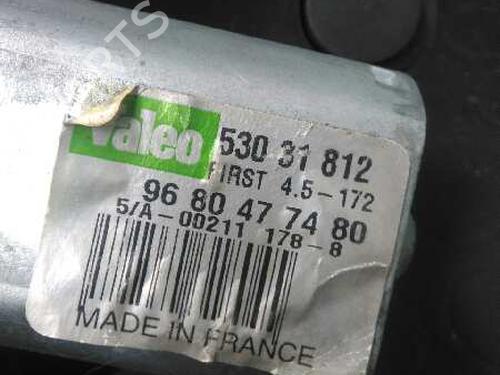 PARTS
Valeo
530 31 812
FIRST 4.5-172
96 80 47 74 80
5/A-00211 178-8
MADE IN FRANCE